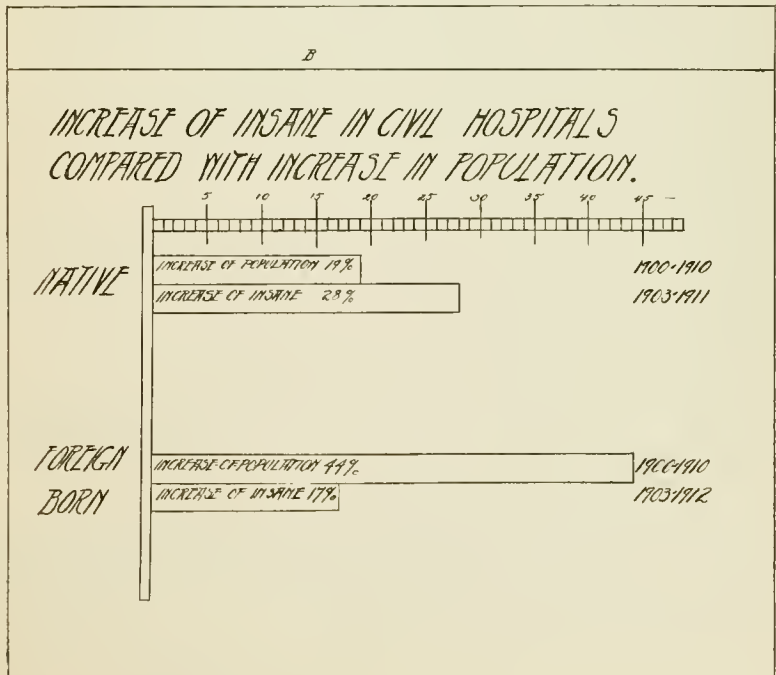 B
INCREASE OF INSANE IN CIVIL HOSPITALS
COMPARED WITH INCREASE IN POPULATION.
5 10 15 20 25 30 35 40 45
NATIVE
INCREASE OF POPULATION 19% 1900-1910
INCREASE OF INSANE 28% 1903-1911
FOREIGN BORN
INCREASE OF POPULATION 44% 1900-1910
INCREASE OF INSANE 17% 1903-1912